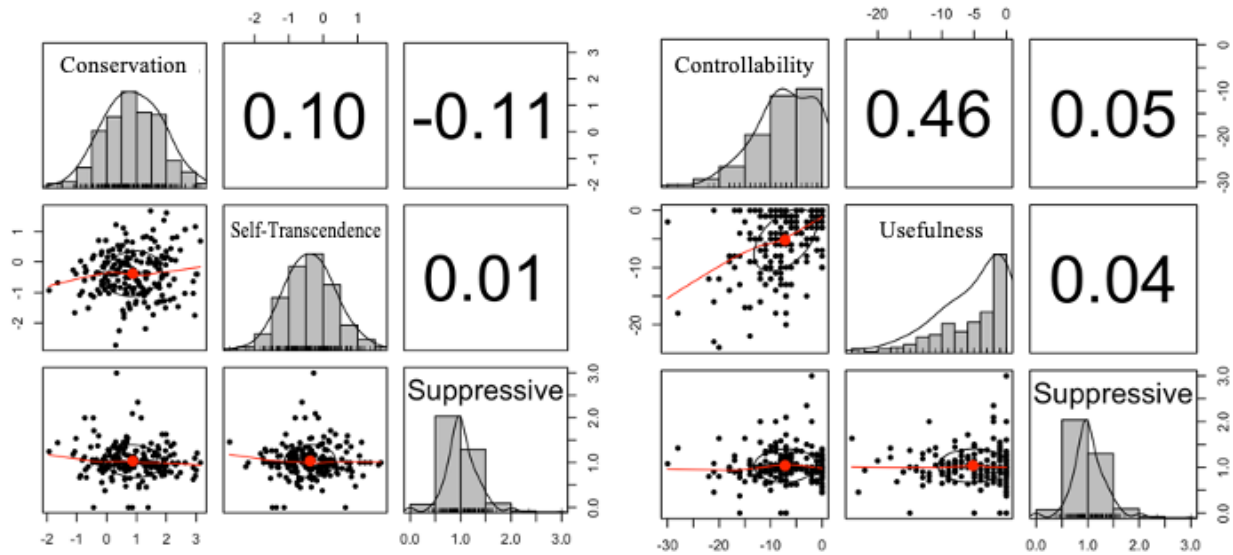 -2 -1 0 1
Conservation
0.10
-0.11
3 2 1 0 -1 -2
1 0 -1 -2
Self-Transcendence
0.01
Suppressive
3.0 2.0 1.0 0.0
-2 -1 0 1 2 3
0.0 1.0 2.0 3.0
-20 -10 -5 0
Controllability
0.46
0.05
0 -10 -20 -30
0 -10 -20
Usefulness
0.04
Suppressive
3.0 2.0 1.0 0.0
-30 -20 -10 0
0.0 1.0 2.0 3.0